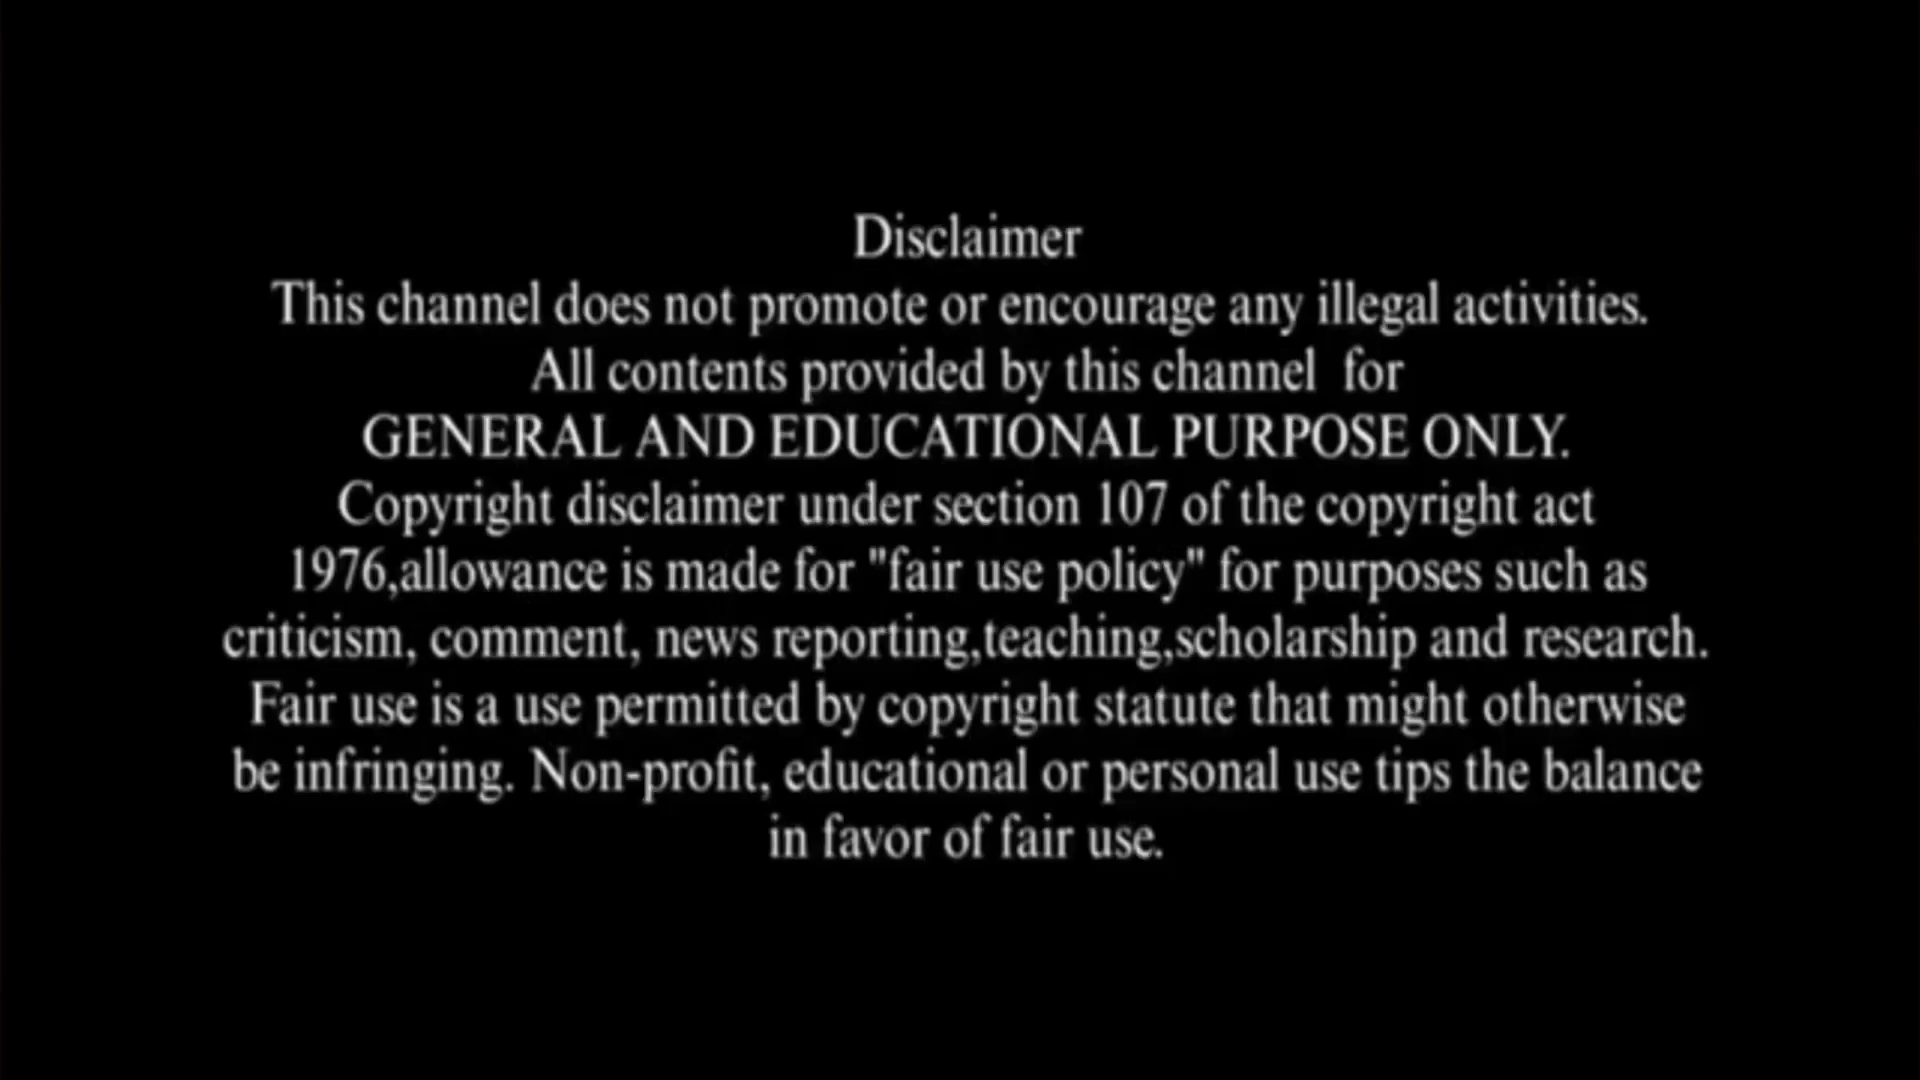 Disclaimer
This channel does not promote or encourage any illegal activities.
All contents provided by this channel  for
GENERAL AND EDUCATIONAL PURPOSE ONLY.
Copyright disclaimer under section 107 of the copyright act
1976,allowance is made for "fair use policy" for purposes such as
criticism, comment, news reporting,teaching,scholarship and research.
Fair use is a use permitted by copyright statute that might otherwise
be infringing. Non-profit, educational or personal use tips the balance
in favor of fair use.